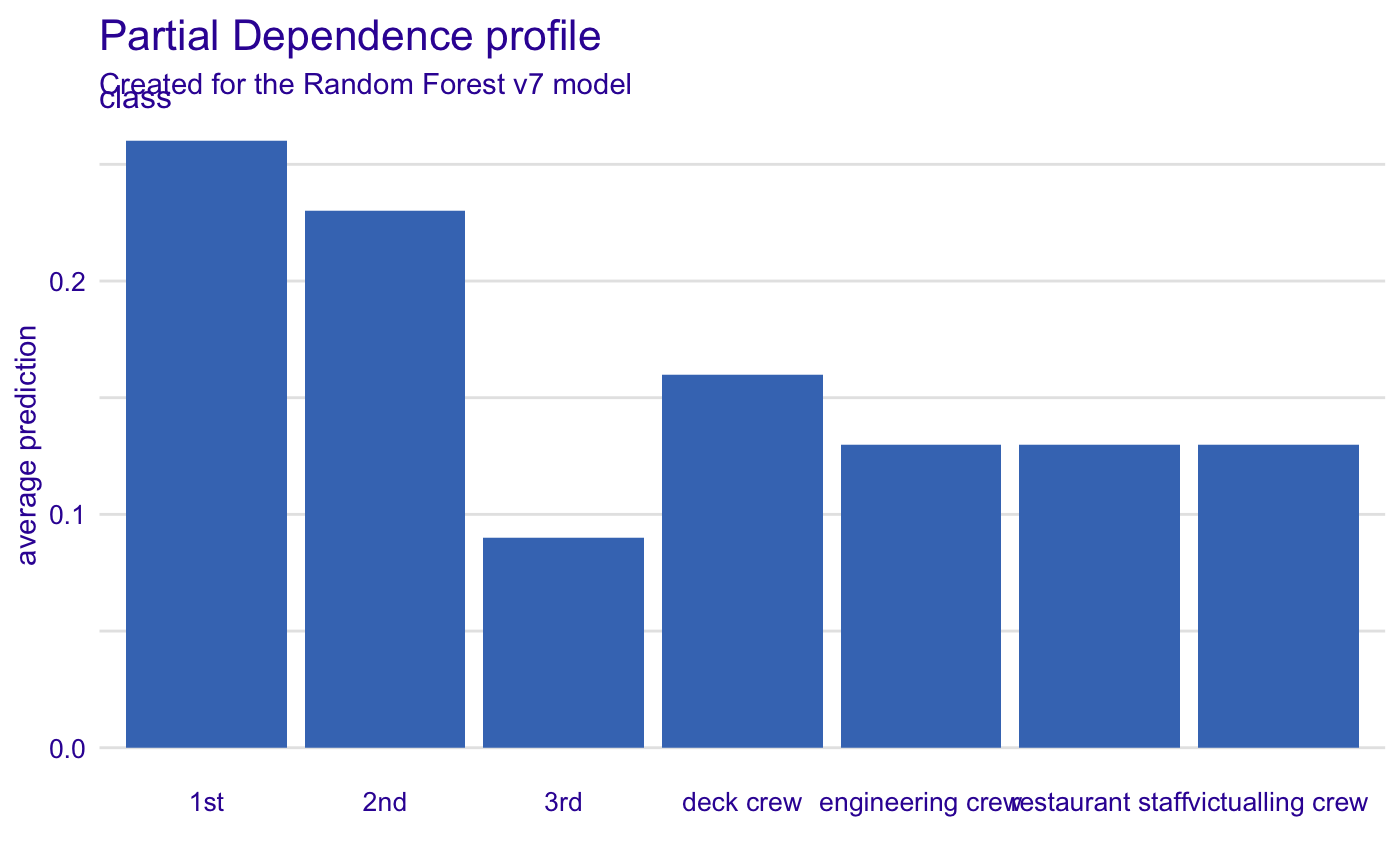 Partial Dependence profile
Created for the Random Forest v7 model
class
average prediction
0.2
0.1
0.0
1st 2nd 3rd deck crew engineering crew restaurant staff victualling crew